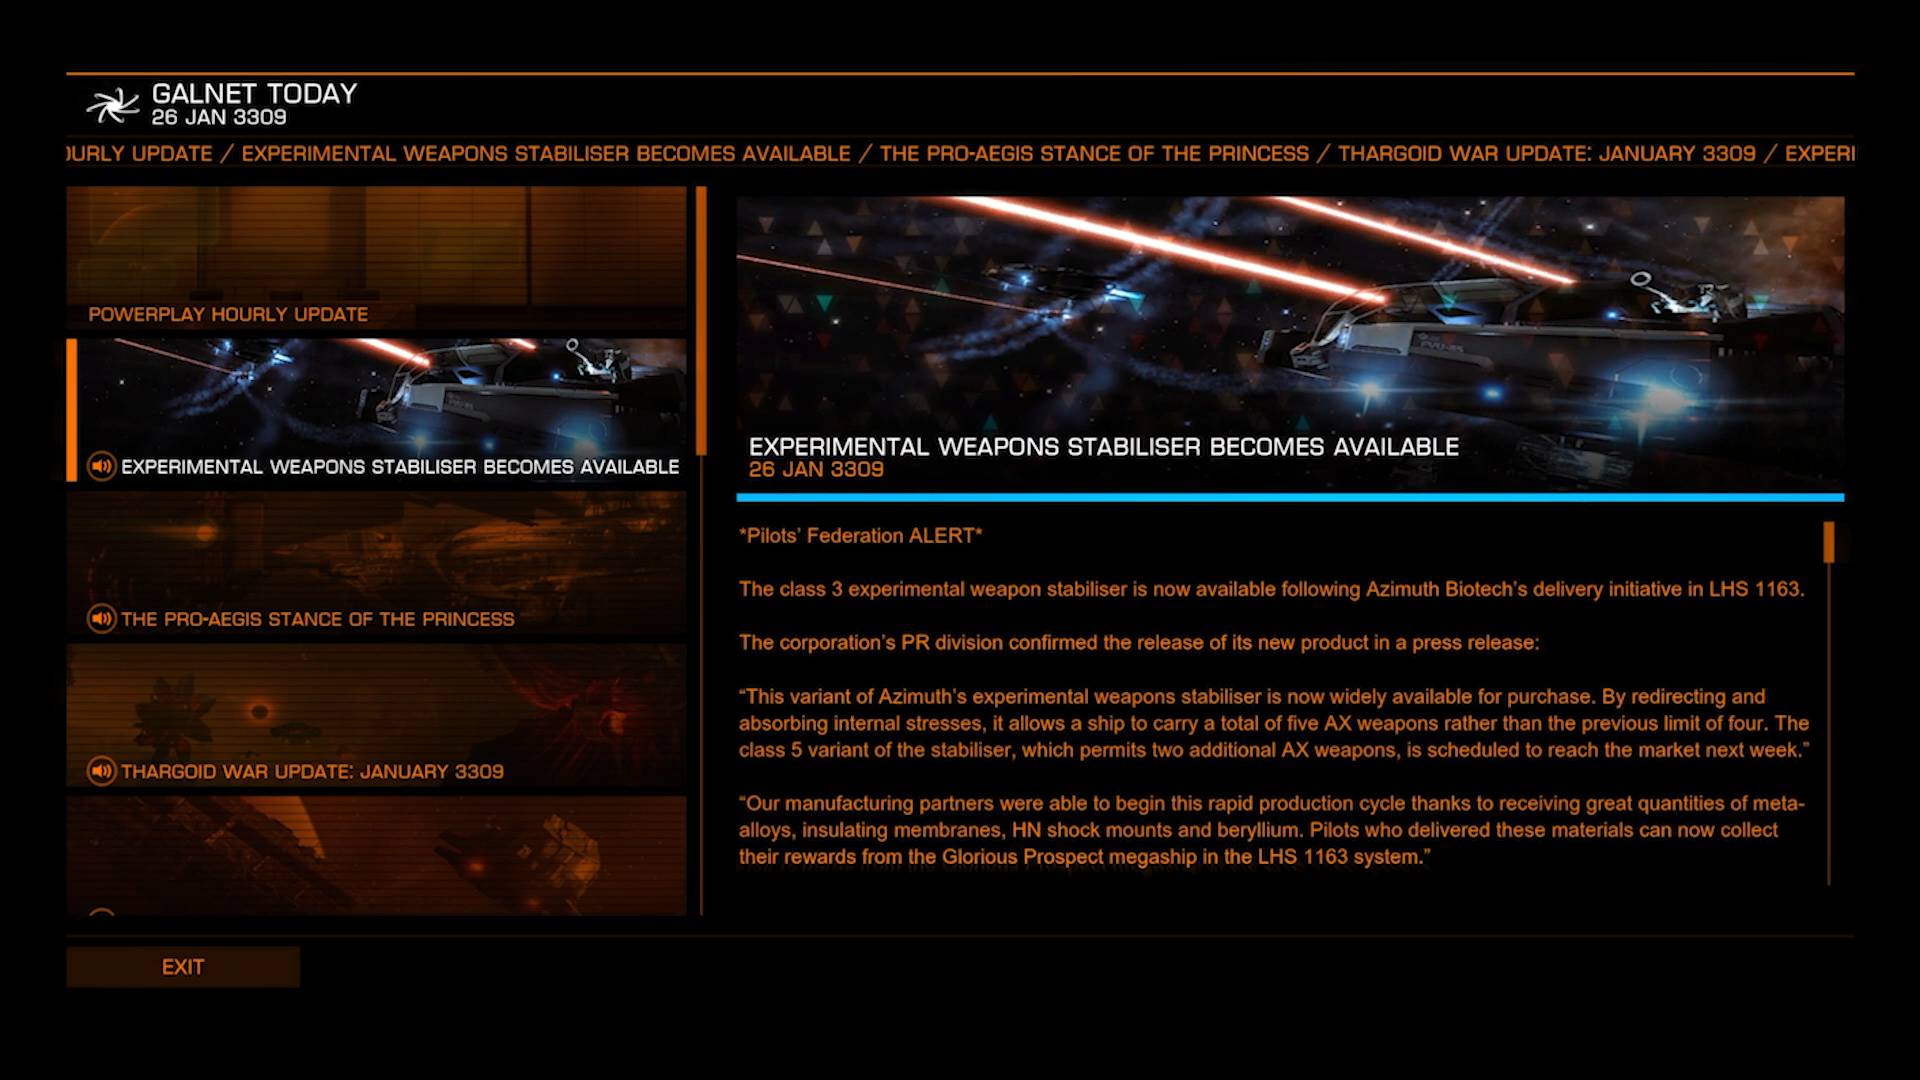 GALNET TODAY
26 JAN 3309
OURLY UPDATE / EXPERIMENTAL WEAPONS STABILISER BECOMES AVAILABLE / THE PRO-AEGIS STANCE OF THE PRINCESS / THARGOID WAR UPDATE: JANUARY 3309 / EXPERI
POWERPLAY HOURLY UPDATE
EXPERIMENTAL WEAPONS STABILISER BECOMES AVAILABLE
THE PRO-AEGIS STANCE OF THE PRINCESS
THARGOID WAR UPDATE: JANUARY 3309
EXPERIMENTAL WEAPONS STABILISER BECOMES AVAILABLE
26 JAN 3309
*Pilots’ Federation ALERT*
The class 3 experimental weapon stabiliser is now available following Azimuth Biotech’s delivery initiative in LHS 1163.
The corporation’s PR division confirmed the release of its new product in a press release:
“This variant of Azimuth’s experimental weapons stabiliser is now widely available for purchase. By redirecting and
absorbing internal stresses, it allows a ship to carry a total of five AX weapons rather than the previous limit of four. The
class 5 variant of the stabiliser, which permits two additional AX weapons, is scheduled to reach the market next week.”
“Our manufacturing partners were able to begin this rapid production cycle thanks to receiving great quantities of meta-
alloys, insulating membranes, HN shock mounts and beryllium. Pilots who delivered these materials can now collect
their rewards from the Glorious Prospect megaship in the LHS 1163 system.”
EXIT